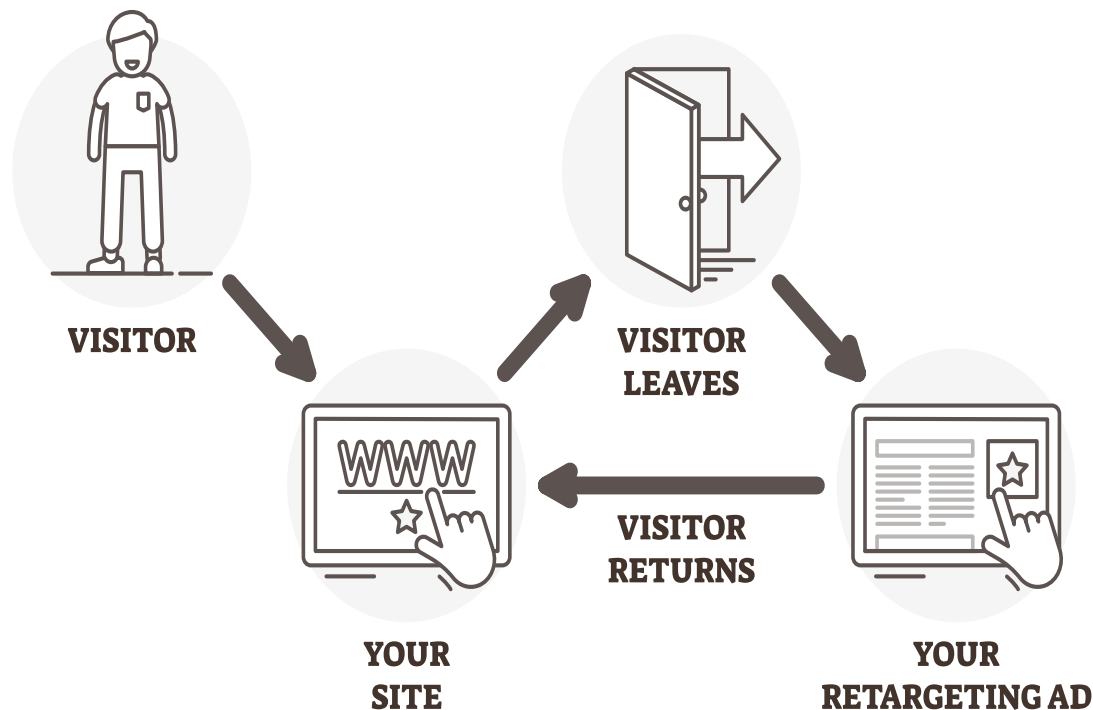 VISITOR
VISITOR
LEAVES
WWW
VISITOR
RETURNS
YOUR
SITE
YOUR
RETARGETING AD